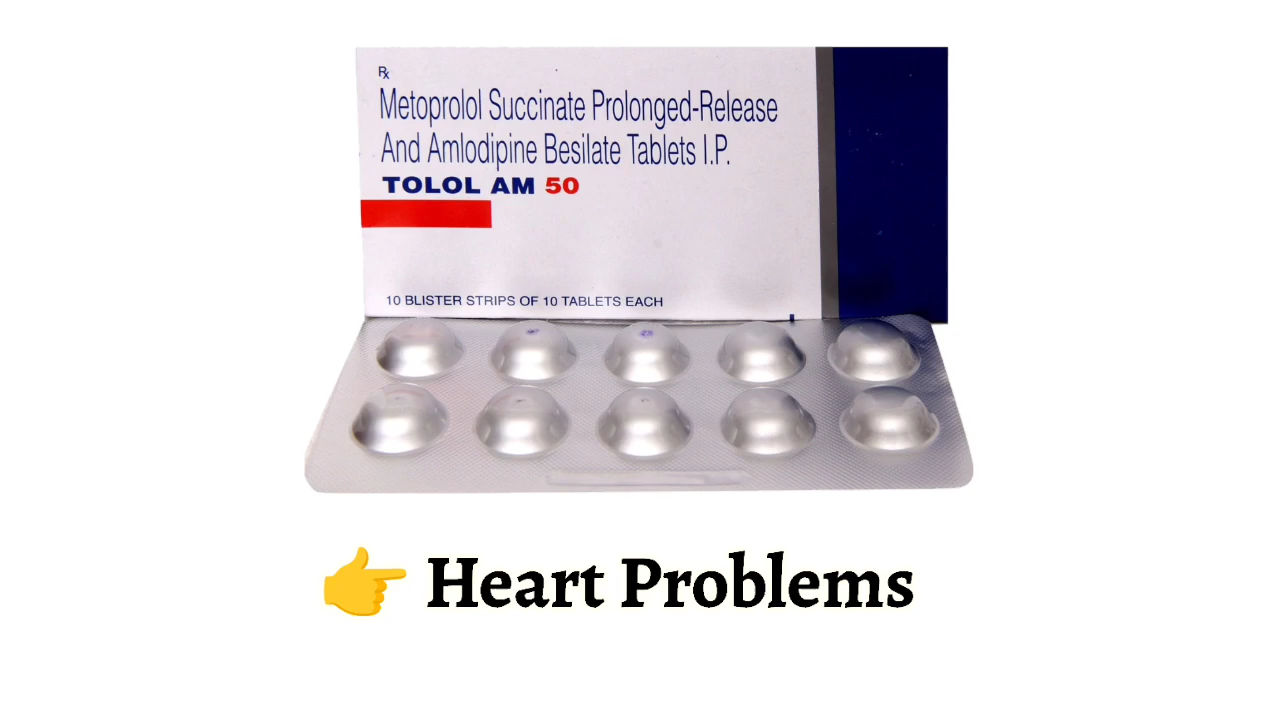 Rx
Metoprolol Succinate Prolonged-Release
And Amlodipine Besilate Tablets I.P.
TOLOL AM 50
10 BLISTER STRIPS OF 10 TABLETS EACH
👉 Heart Problems